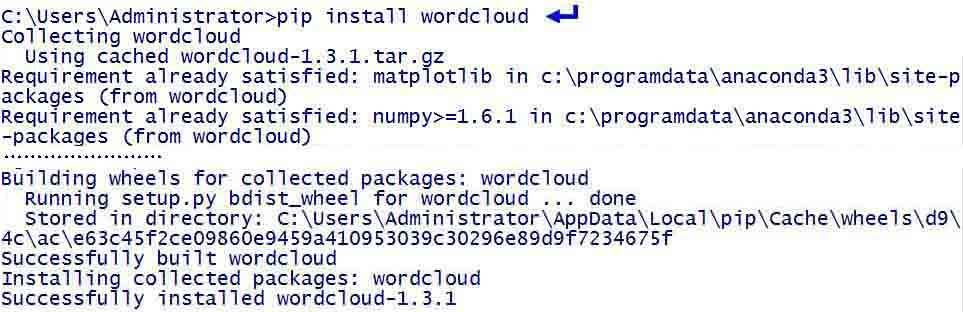 C:\Users\Administrator>pip install wordcloud
Collecting wordcloud
  Using cached wordcloud-1.3.1.tar.gz
Requirement already satisfied: matplotlib in c:\programdata\anaconda3\lib\site-p
ackages (from wordcloud)
Requirement already satisfied: numpy>=1.6.1 in c:\programdata\anaconda3\lib\site
-packages (from wordcloud)
........................
Building wheels for collected packages: wordcloud
  Running setup.py bdist_wheel for wordcloud ... done
  Stored in directory: C:\Users\Administrator\AppData\Local\pip\Cache\wheels\d9\
4c\ac\e63c45f2ce09860e9459a410953039c30296e89d9f7234675f
Successfully built wordcloud
Installing collected packages: wordcloud
Successfully installed wordcloud-1.3.1